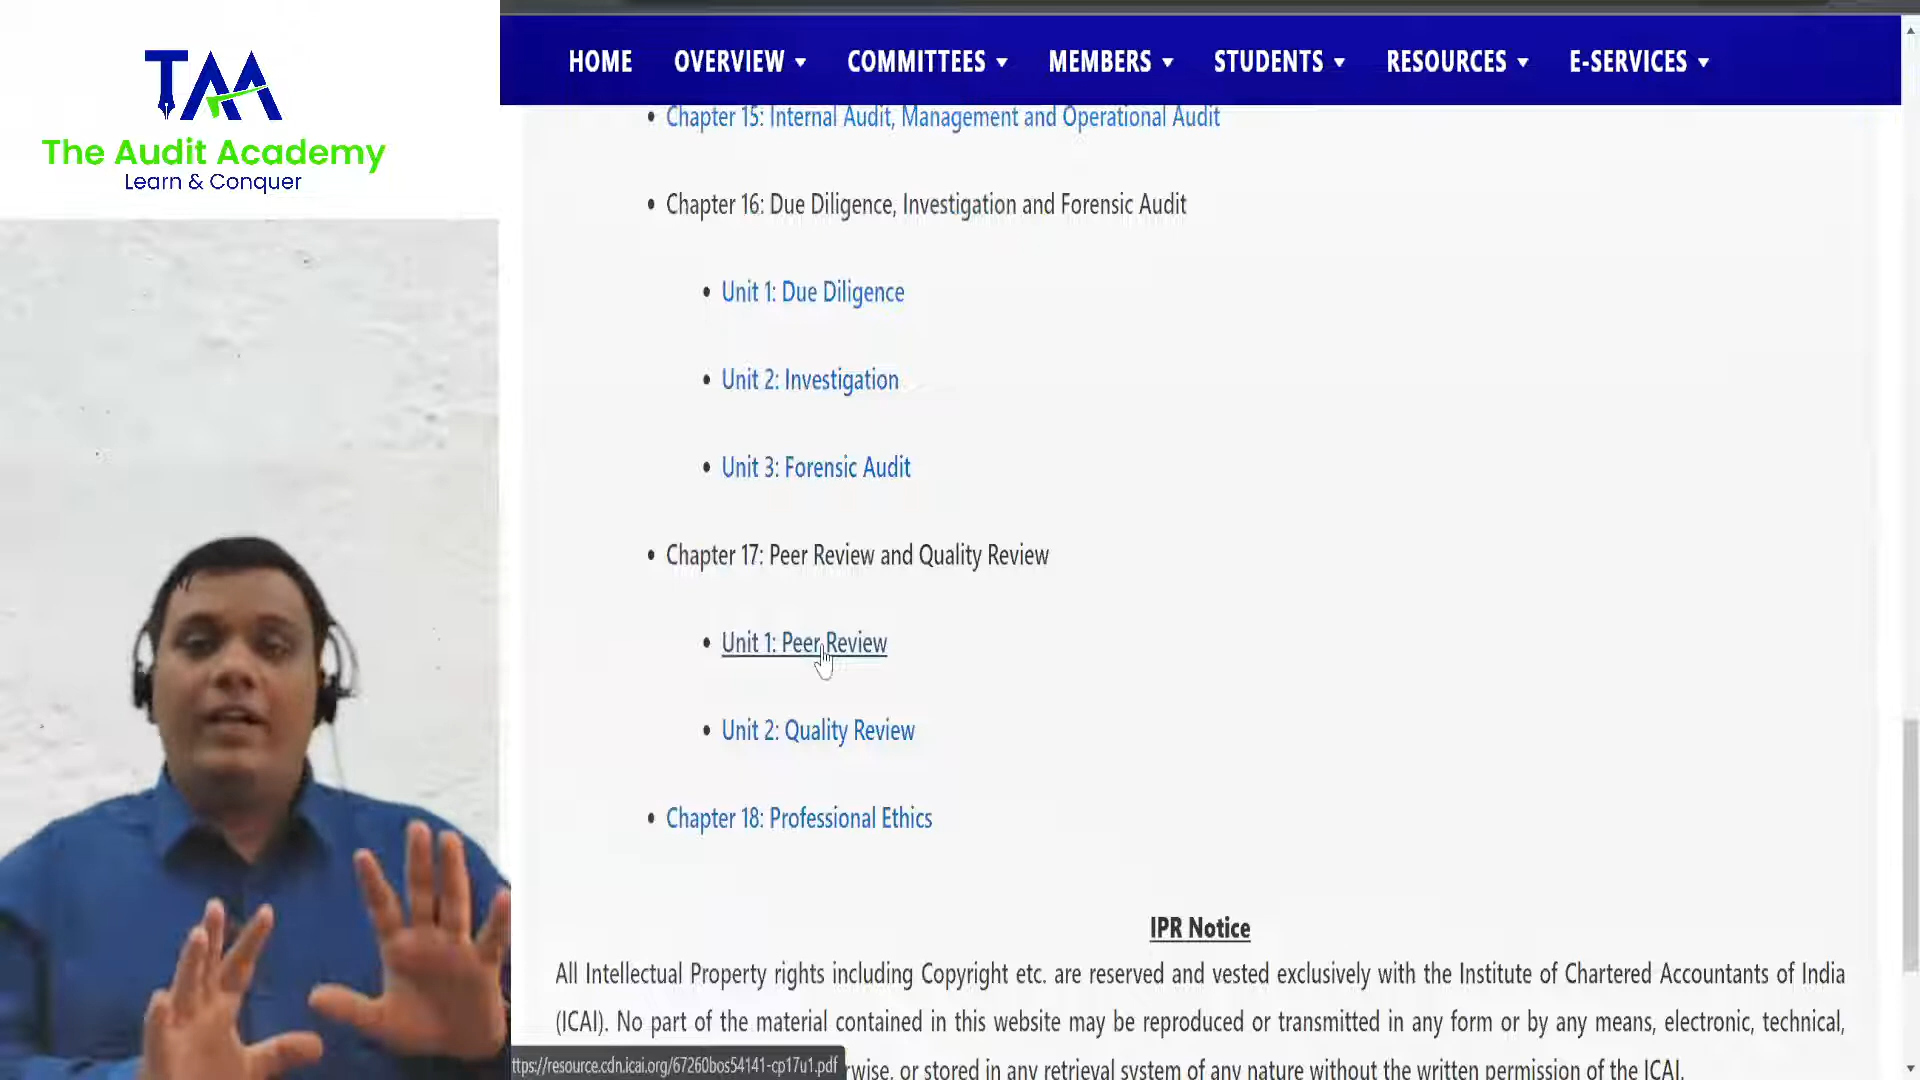 TAA
The Audit Academy
Learn & Conquer
HOME OVERVIEW COMMITTEES MEMBERS STUDENTS RESOURCES E-SERVICES
Chapter 15: Internal Audit, Management and Operational Audit
Chapter 16: Due Diligence, Investigation and Forensic Audit
Unit 1: Due Diligence
Unit 2: Investigation
Unit 3: Forensic Audit
Chapter 17: Peer Review and Quality Review
Unit 1: Peer Review
Unit 2: Quality Review
Chapter 18: Professional Ethics
IPR Notice
All Intellectual Property rights including Copyright etc. are reserved and vested exclusively with the Institute of Chartered Accountants of India
(ICAI). No part of the material contained in this website may be reproduced or transmitted in any form or by any means, electronic, technical,
wise, or stored in any retrieval system of any nature without the written permission of the ICAI.
ttps://resource.cdn.icai.org/67260bos54141-cp17u1.pdf